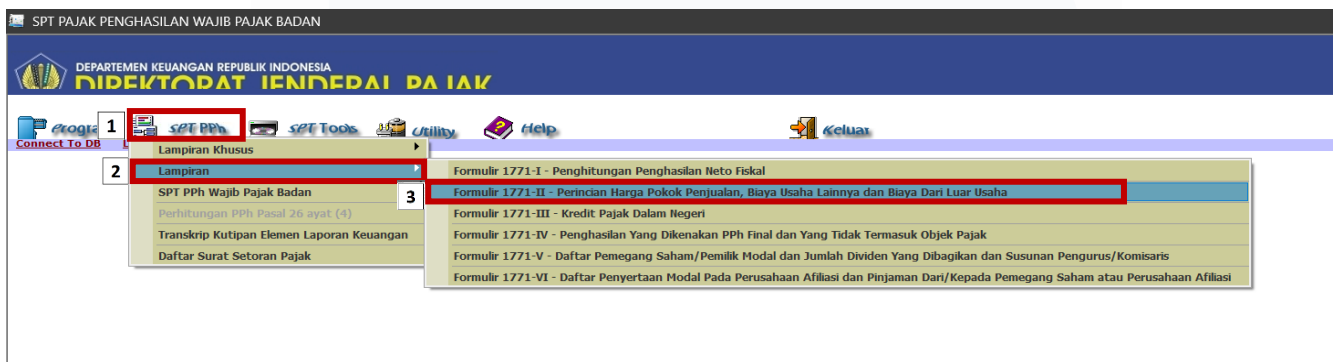 SPT PAJAK PENGHASILAN WAJIB PAJAK BADAN
DEPARTEMEN KEUANGAN REPUBLIK INDONESIA
DIREKTORAT JENDERAL PAJAK
1 SPT PPh SPT Tools Utility Help Keluar
Connect To DB
Lampiran Khusus
2 Lampiran
SPT PPh Wajib Pajak Badan
Perhitungan PPh Pasal 26 ayat (4)
Transkrip Kutipan Elemen Laporan Keuangan
Daftar Surat Setoran Pajak
Formulir 1771-I - Penghitungan Penghasilan Neto Fiskal
3 Formulir 1771-II - Perincian Harga Pokok Penjualan, Biaya Usaha Lainnya dan Biaya Dari Luar Usaha
Formulir 1771-III - Kredit Pajak Dalam Negeri
Formulir 1771-IV - Penghasilan Yang Dikenakan PPh Final dan Yang Tidak Termasuk Objek Pajak
Formulir 1771-V - Daftar Pemegang Saham/Pemilik Modal dan Jumlah Dividen Yang Dibagikan dan Susunan Pengurus/Komisaris
Formulir 1771-VI - Daftar Penyertaan Modal Pada Perusahaan Afiliasi dan Pinjaman Dari/Kepada Pemegang Saham atau Perusahaan Afiliasi